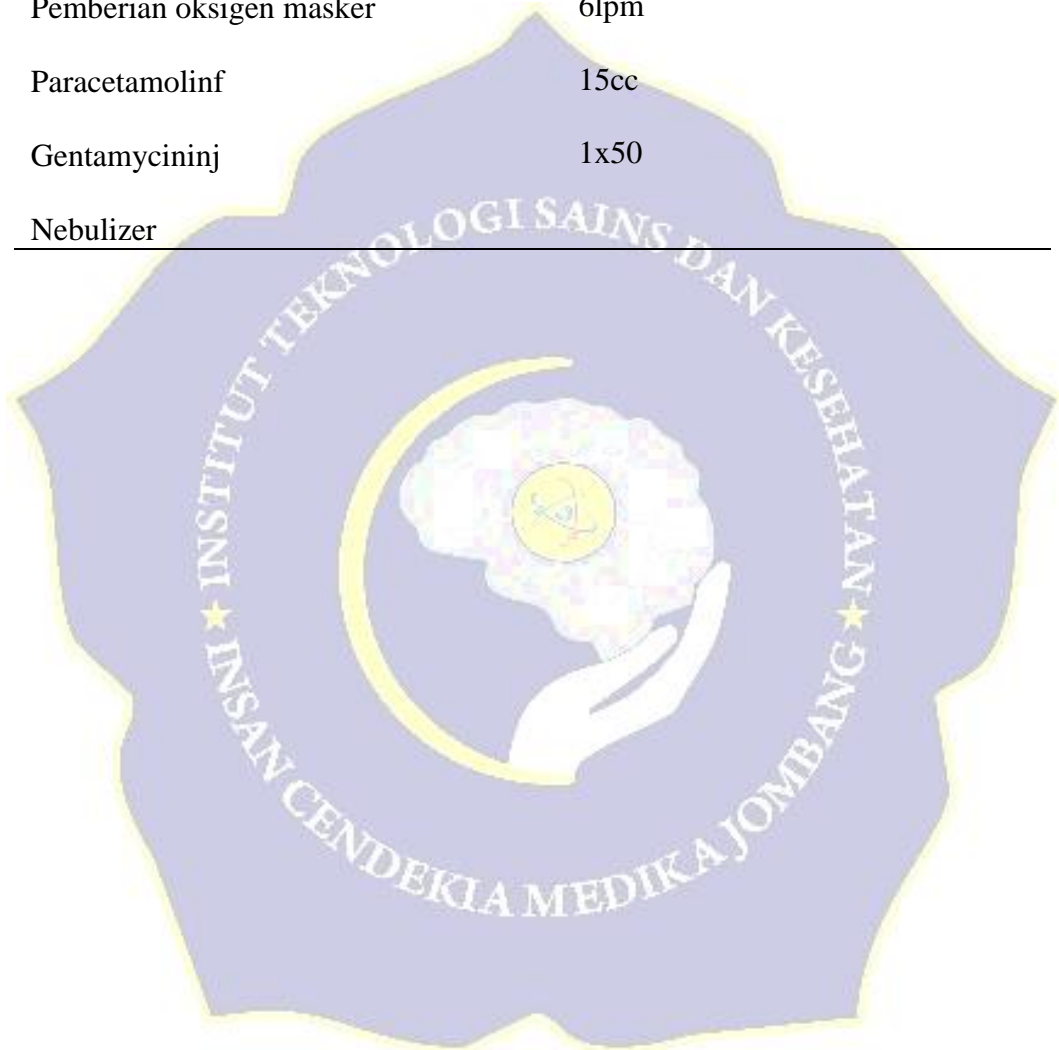 Pemberian oksigen masker 6lpm
Paracetamolinf 15cc
Gentamycininj 1x50
Nebulizer
INSTITUT TEKNOLOGI SAINS DAN KESEHATAN
INSAN CENDEKIA MEDIKA JOMBANG